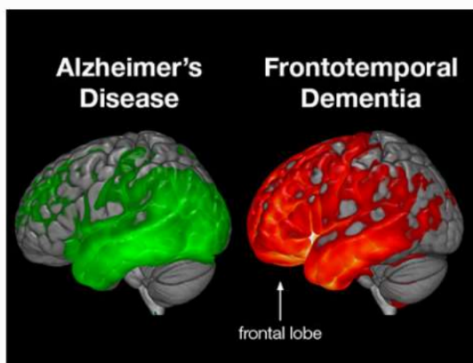 Alzheimer's
Disease
Frontotemporal
Dementia
frontal lobe